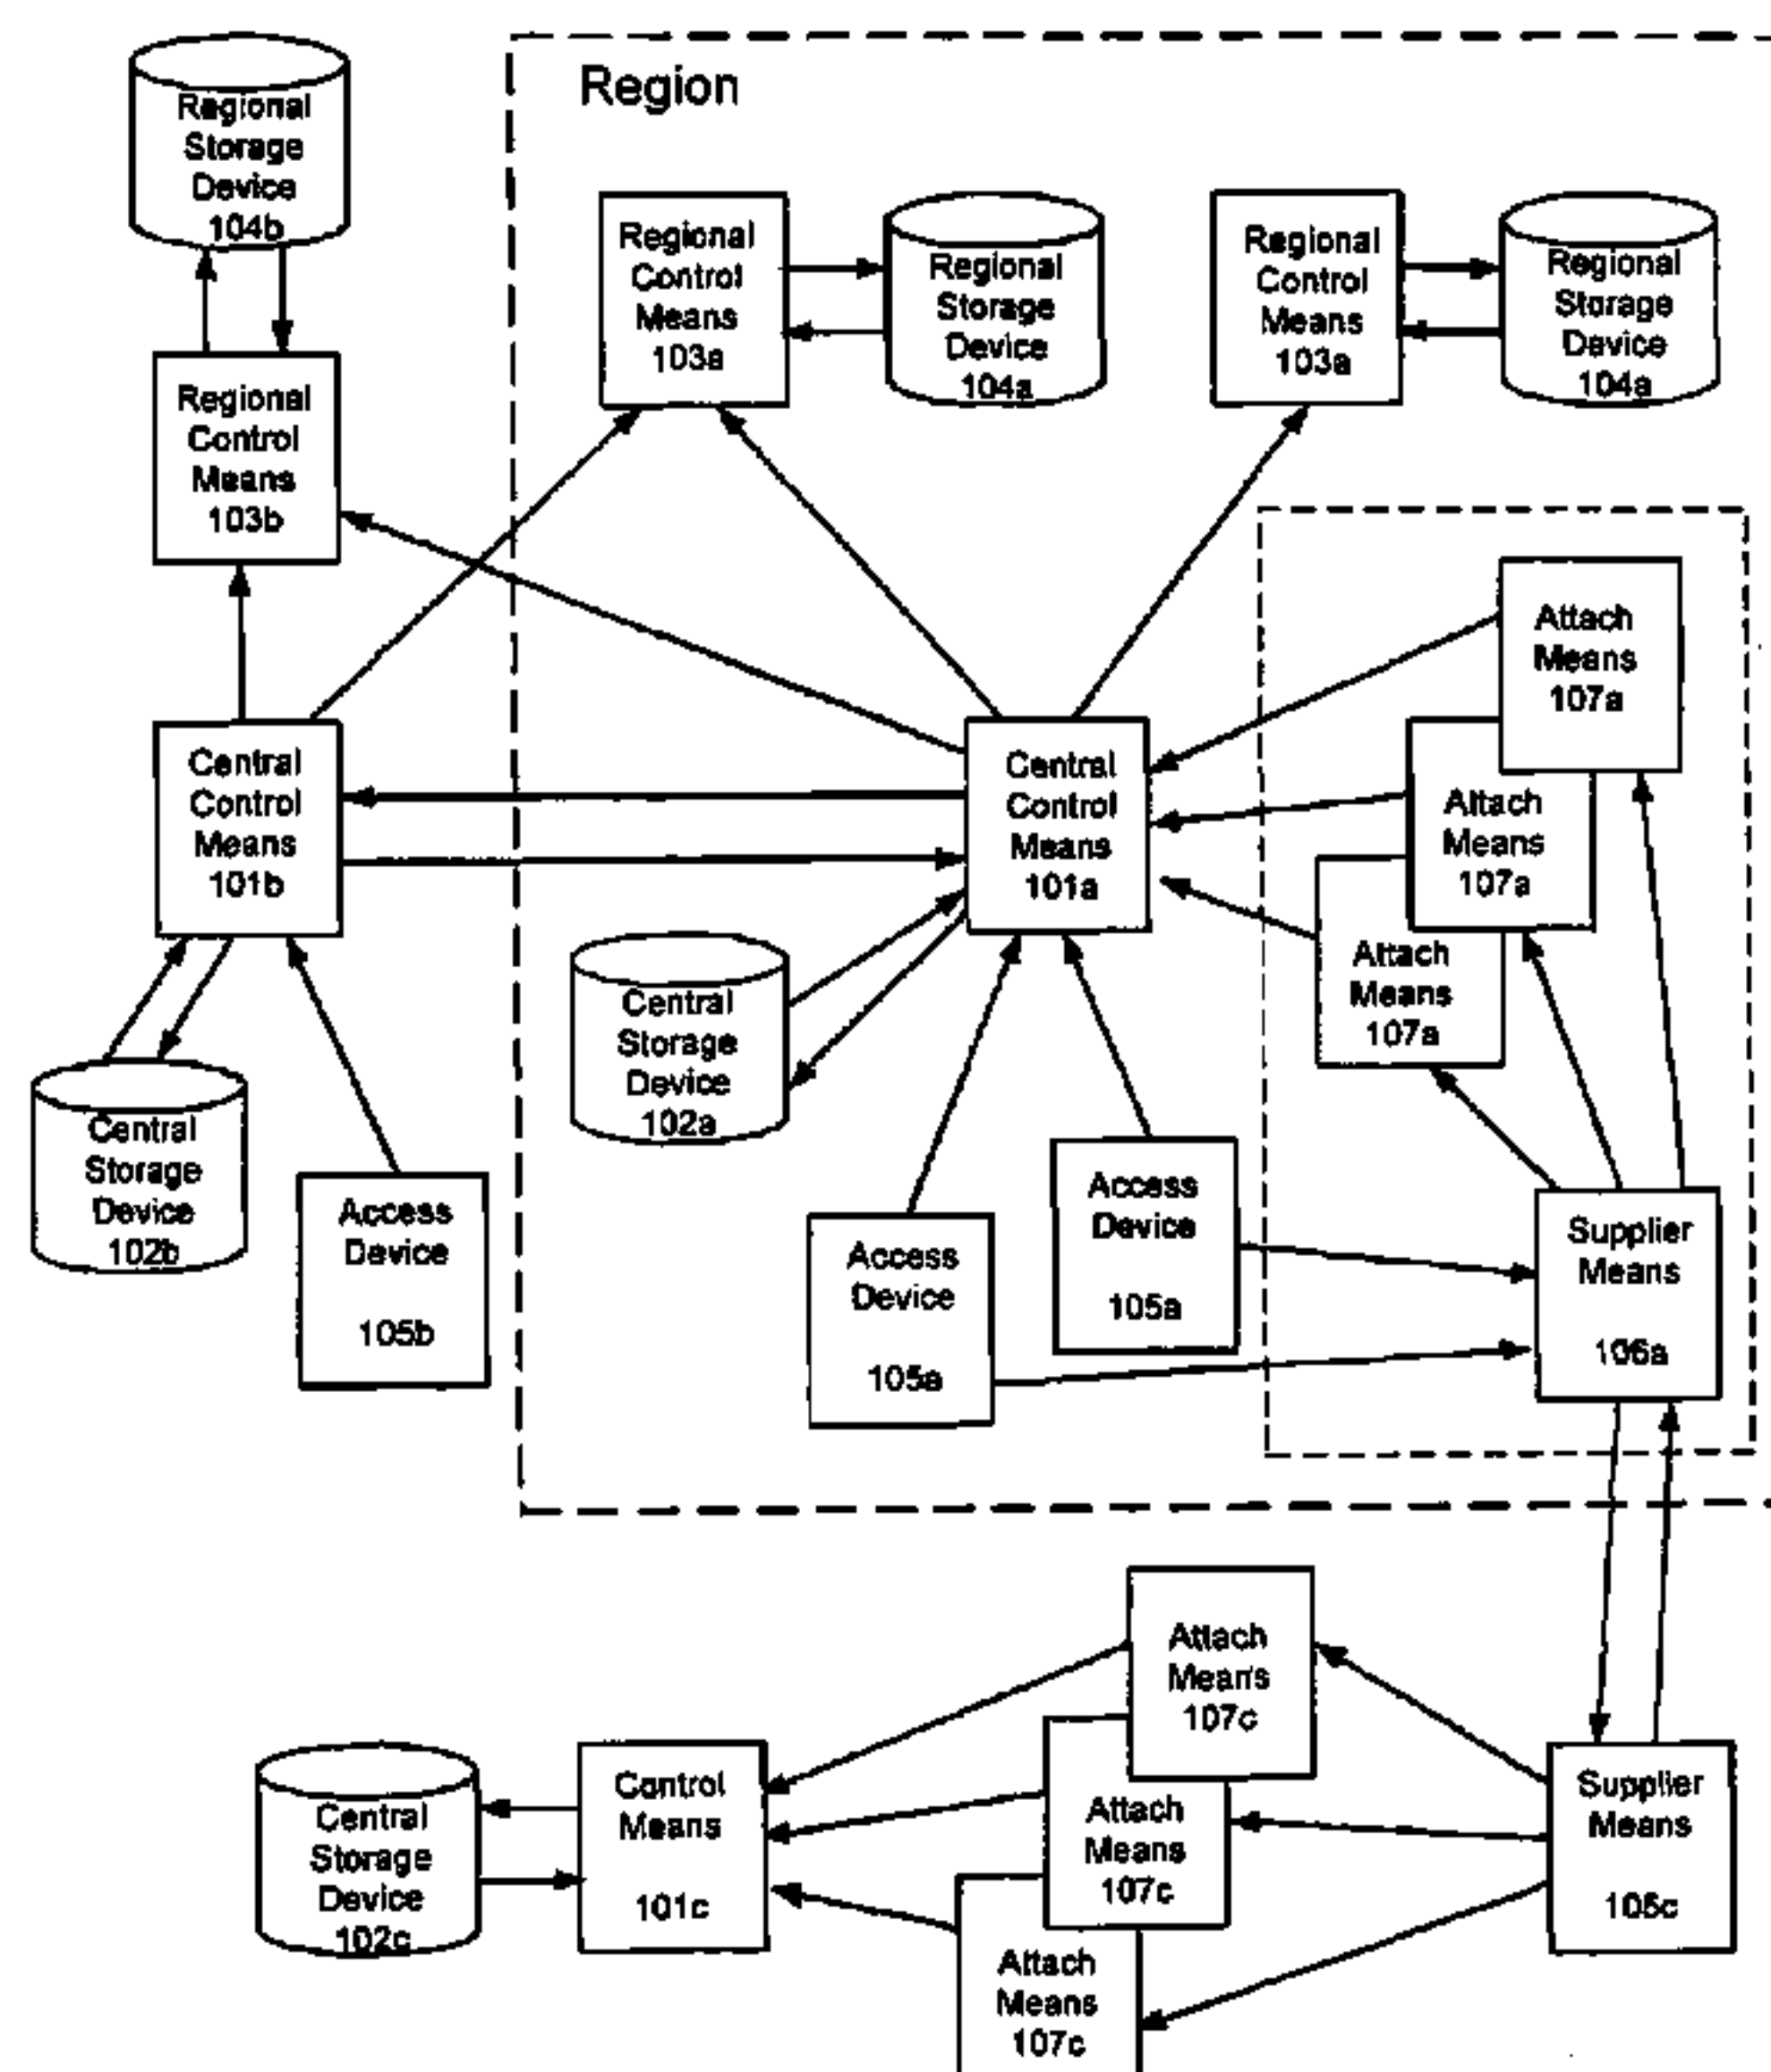 Regional
Storage
Device
104b
Region
Regional
Control
Means
103a
Regional
Storage
Device
104a
Regional
Control
Means
103a
Regional
Storage
Device
104a
Regional
Control
Means
103b
Attach
Means
107a
Central
Control
Means
101b
Central
Control
Means
101a
Attach
Means
107a
Attach
Means
107a
Central
Storage
Device
102a
Central
Storage
Device
102b
Access
Device
105b
Access
Device
105a
Access
Device
105a
Supplier
Means
106a
Attach
Means
107c
Central
Storage
Device
102c
Control
Means
101c
Attach
Means
107c
Supplier
Means
106c
Attach
Means
107c